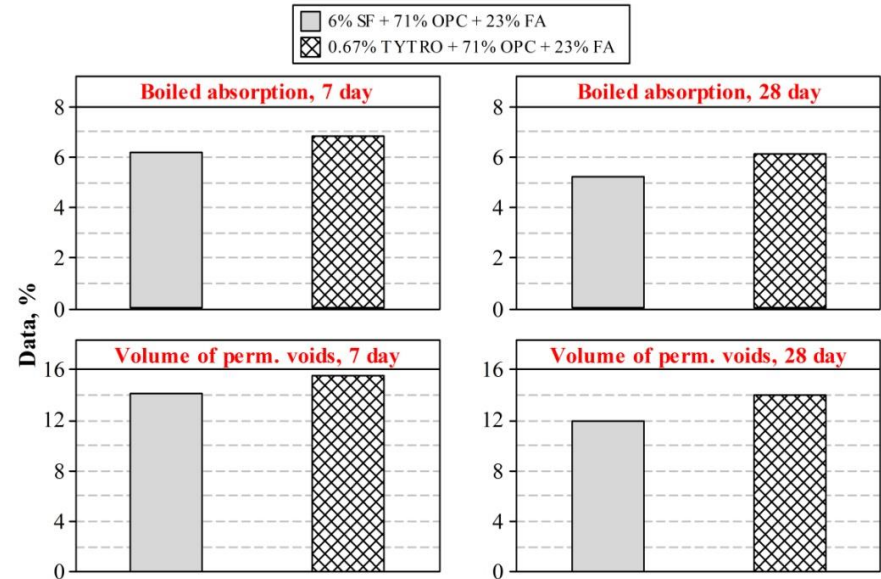 6% SF + 71% OPC + 23% FA
0.67% TYTRO + 71% OPC + 23% FA
Boiled absorption, 7 day
Boiled absorption, 28 day
8
6
4
2
0
8
6
4
2
0
Data, %
Volume of perm. voids, 7 day
Volume of perm. voids, 28 day
16
12
8
4
0
16
12
8
4
0